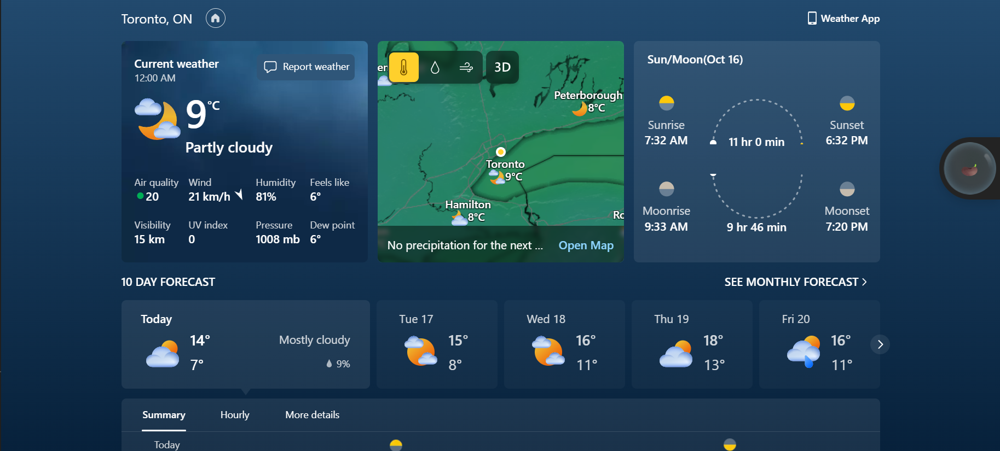 Toronto, ON
Weather App
Current weather
12:00 AM
Report weather
9 °C
Partly cloudy
Air quality
20
Wind
21 km/h
Humidity
81%
Feels like
6°
Visibility
15 km
UV index
0
Pressure
1008 mb
Dew point
6°
3D
Peterborough
8°C
Toronto
9°C
Hamilton
8°C
No precipitation for the next ...
Open Map
Sun/Moon(Oct 16)
Sunrise
7:32 AM
11 hr 0 min
Sunset
6:32 PM
Moonrise
9:33 AM
9 hr 46 min
Moonset
7:20 PM
10 DAY FORECAST
SEE MONTHLY FORECAST
Today
14°
7°
Mostly cloudy
9%
Tue 17
15°
8°
Wed 18
16°
11°
Thu 19
18°
13°
Fri 20
16°
11°
Summary
Hourly
More details
Today